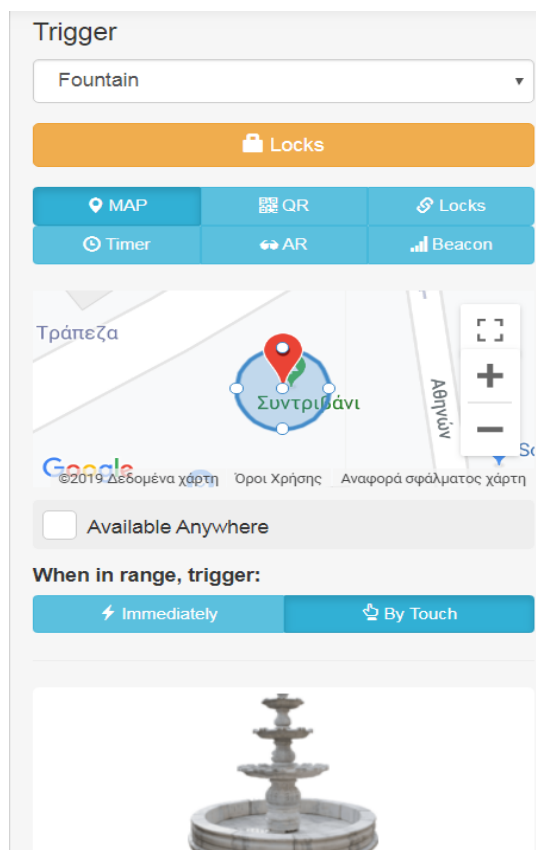 Trigger
Fountain
Locks
MAP QR Locks
Timer AR Beacon
Τράπεζα
Συντριβάνι
Αθηνών
Google
©2019 Δεδομένα χάρτη Όροι Χρήσης Αναφορά σφάλματος χάρτη
Available Anywhere
When in range, trigger:
Immediately By Touch